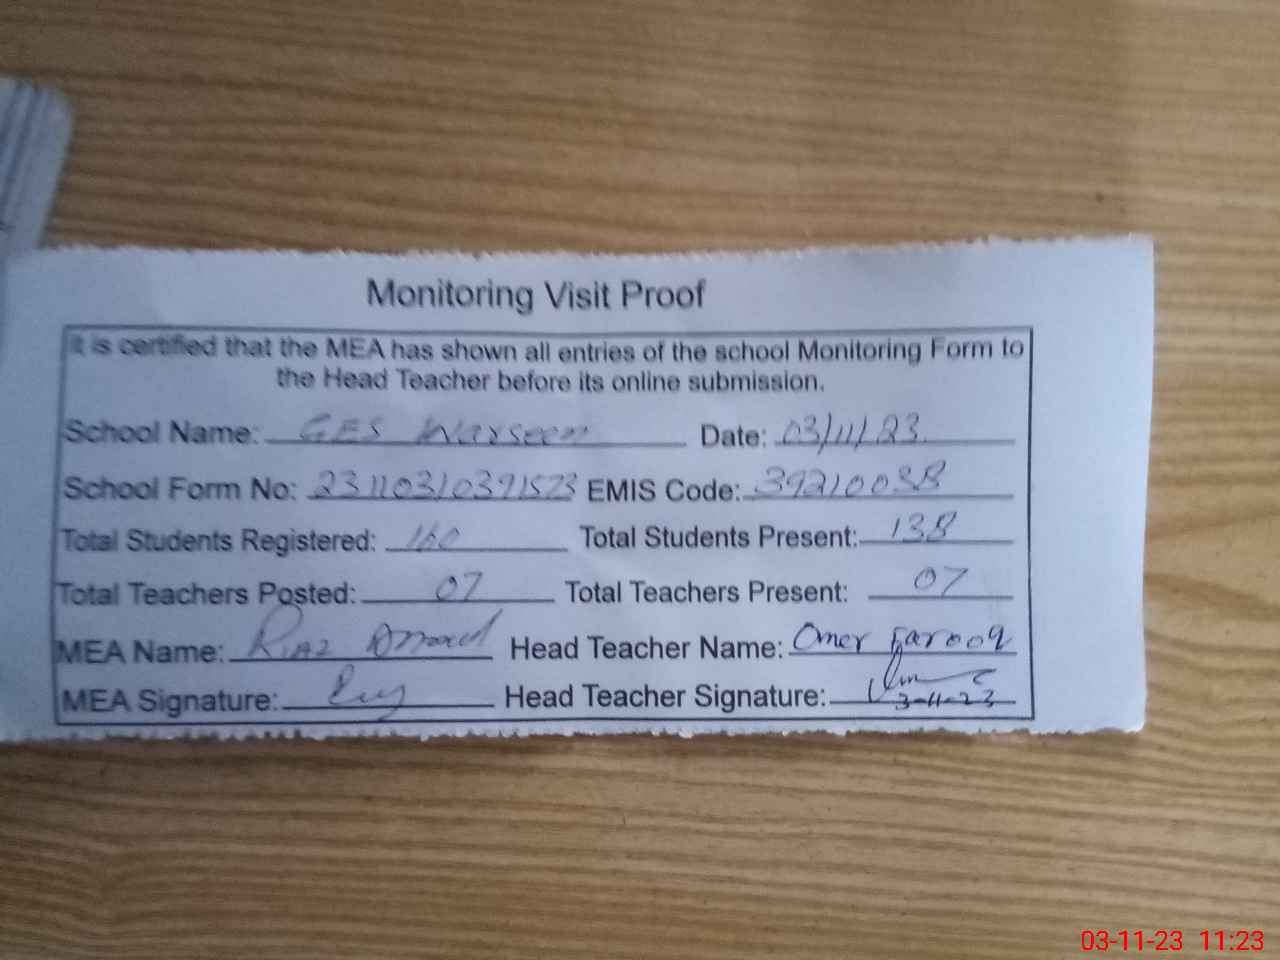 Monitoring Visit Proof
It is certified that the MEA has shown all entries of the school Monitoring Form to
the Head Teacher before its online submission.
School Name: GES Warseen Date: 03/11/23
School Form No: 23110310391523 EMIS Code: 39210038
Total Students Registered: 160 Total Students Present: 138
Total Teachers Posted: 07 Total Teachers Present: 07
MEA Name: Riaz Head Teacher Name: Omer Farooq
MEA Signature: Head Teacher Signature:
3-11-23
03-11-23 11:23